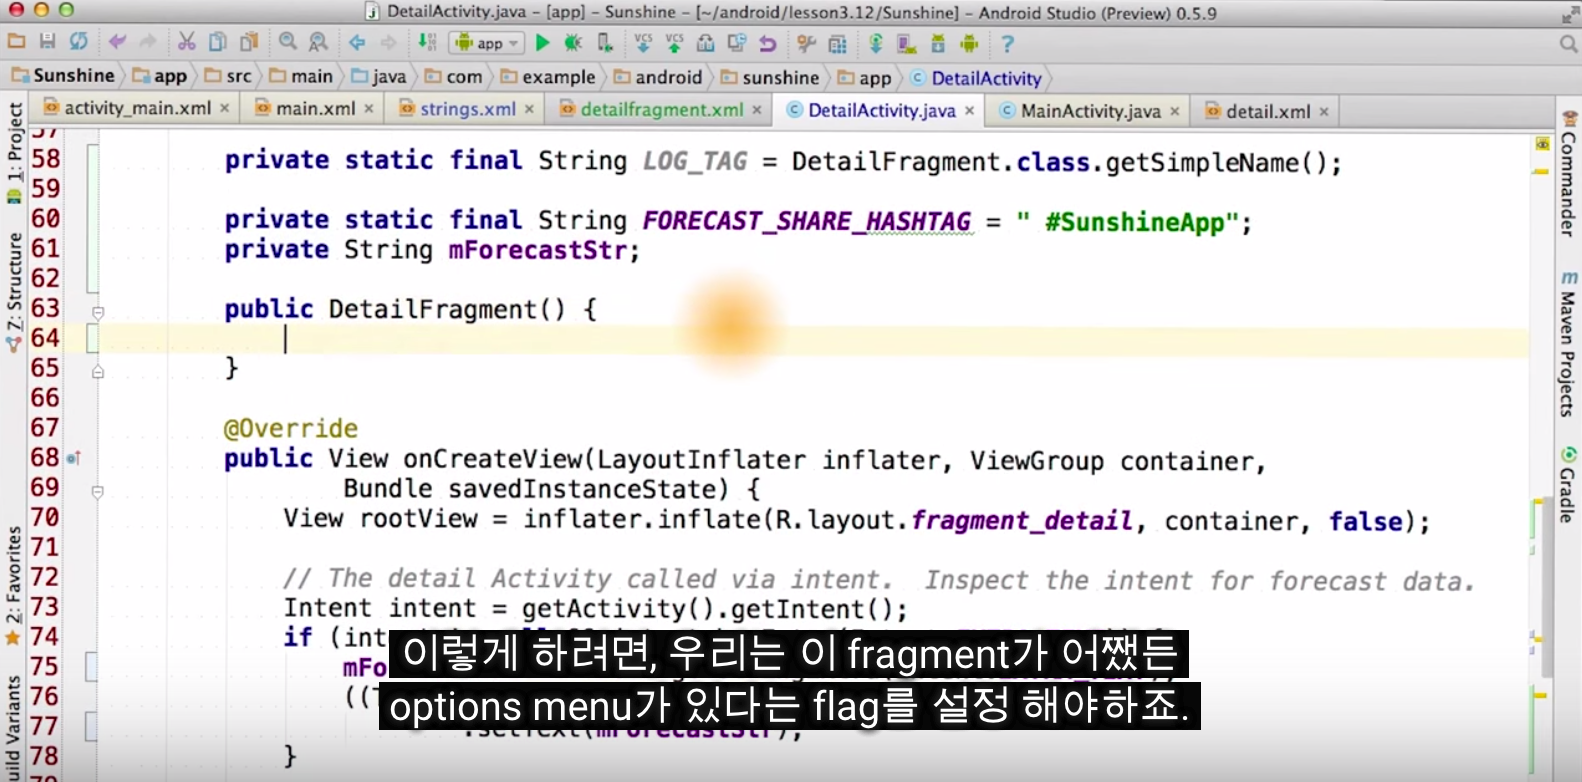 DetailActivity.java - [app] - Sunshine - [~/android/lesson3.12/Sunshine] - Android Studio (Preview) 0.5.9
app
Sunshine app src main java com example android sunshine app DetailActivity
activity_main.xml main.xml strings.xml detailfragment.xml DetailActivity.java MainActivity.java detail.xml
1: Project
Z: Structure
2: Favorites
uild Variants
Commander
Maven Projects
Gradle
57
58 private static final String LOG_TAG = DetailFragment.class.getSimpleName();
59
60 private static final String FORECAST_SHARE_HASHTAG = " #SunshineApp";
61 private String mForecastStr;
62
63 public DetailFragment() {
64
65 }
66
67 @Override
68 public View onCreateView(LayoutInflater inflater, ViewGroup container,
69 Bundle savedInstanceState) {
70 View rootView = inflater.inflate(R.layout.fragment_detail, container, false);
71
72 // The detail Activity called via intent.  Inspect the intent for forecast data.
73 Intent intent = getActivity().getIntent();
74 if (int
75 mFo
76 ((T
77 .setText(mForecastStr);
78 }
이렇게 하려면, 우리는 이 fragment가 어쨌든
options menu가 있다는 flag를 설정 해야하죠.